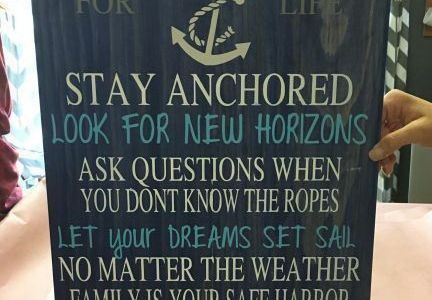 FOR LIFE
STAY ANCHORED
LOOK FOR NEW HORIZONS
ASK QUESTIONS WHEN
YOU DONT KNOW THE ROPES
LET your DREAMS SET SAIL
NO MATTER THE WEATHER
FAMILY IS YOUR SAFE HARBOR